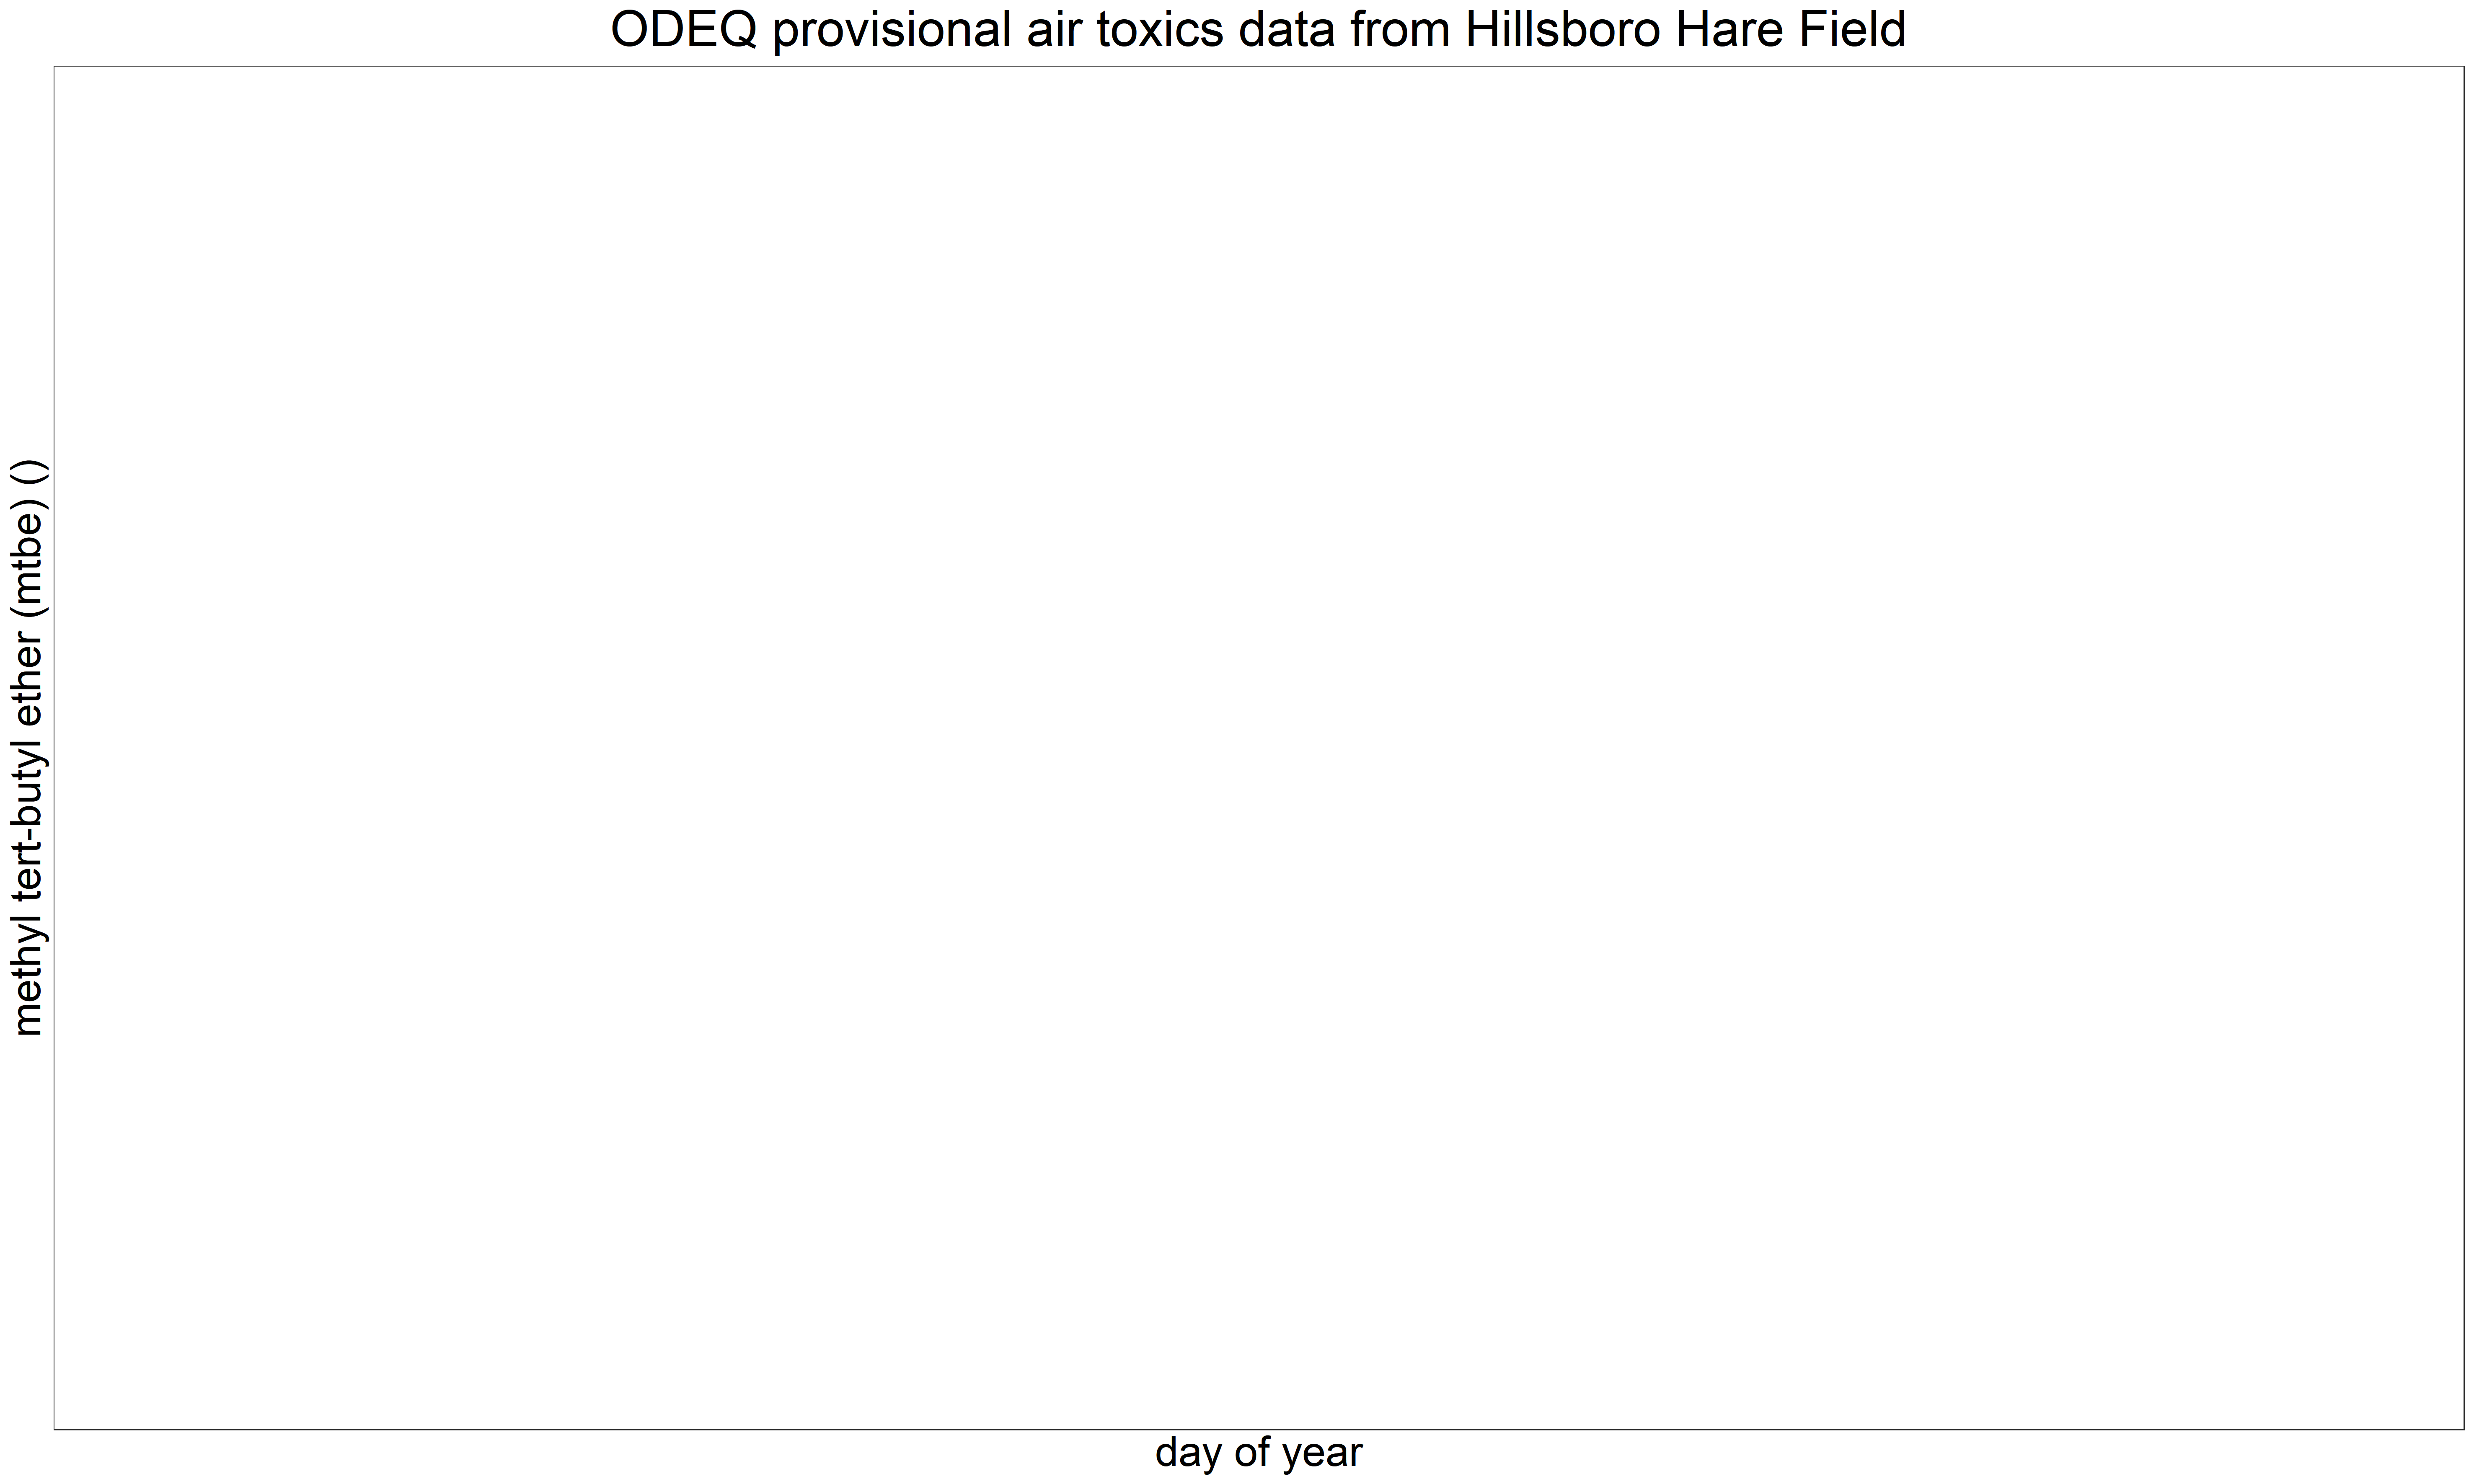 ODEQ provisional air toxics data from Hillsboro Hare Field
methyl tert-butyl ether (mtbe) ()
day of year